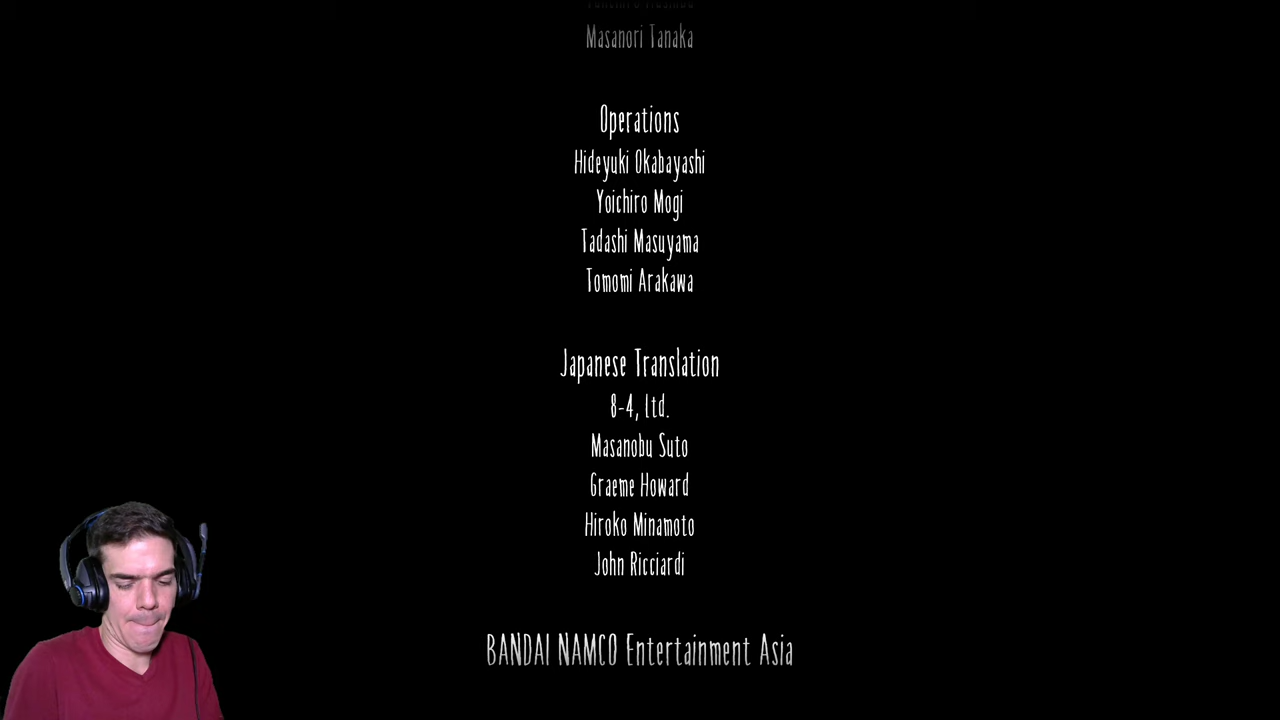 Masanori Tanaka
Operations
Hideyuki Okabayashi
Yoichiro Mogi
Tadashi Masuyama
Tomomi Arakawa
Japanese Translation
8-4, Ltd.
Masanobu Suto
Graeme Howard
Hiroko Minamoto
John Ricciardi
BANDAI NAMCO Entertainment Asia